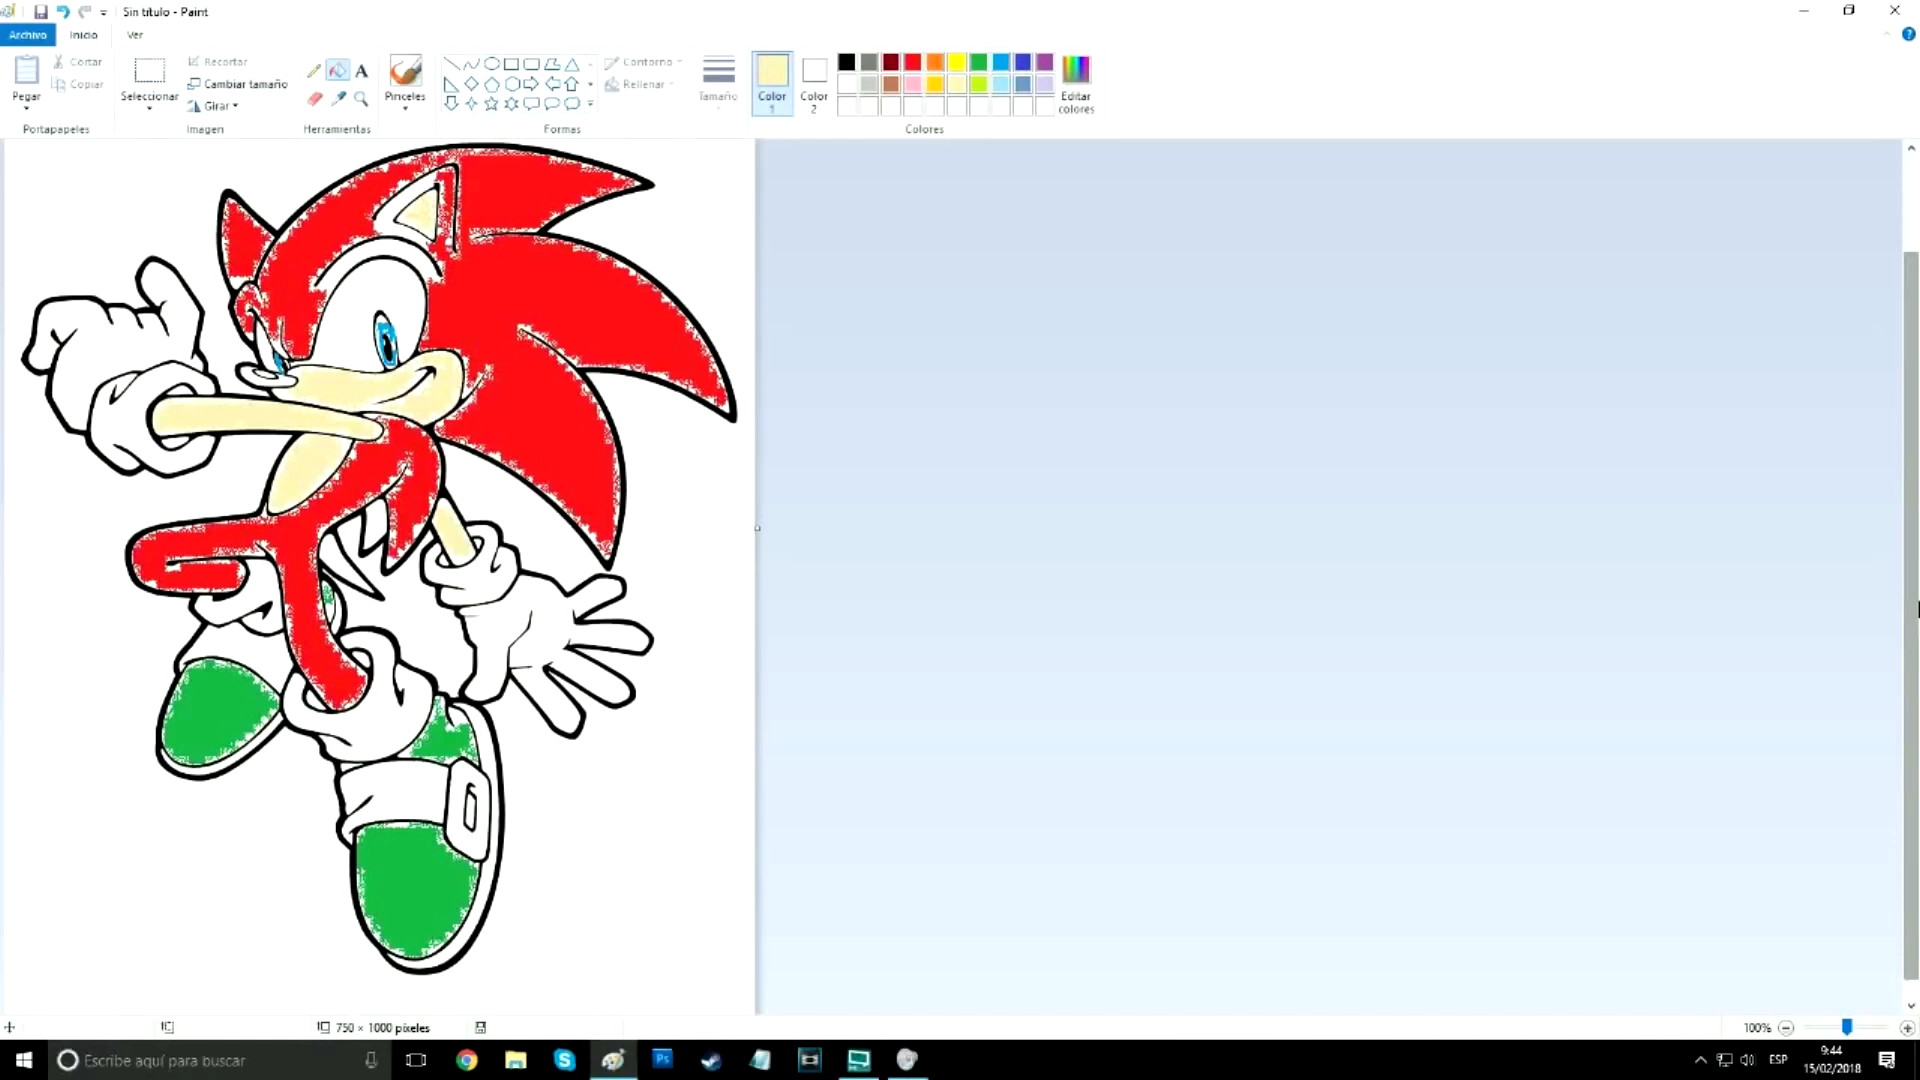 Sin título - Paint
Archivo Inicio Ver
Pegar
Cortar
Copiar
Portapapeles
Seleccionar
Recortar
Cambiar tamaño
Girar
Imagen
A
Herramientas
Pinceles
Contorno
Rellenar
Formas
Tamaño
Color
1
Color
2
Editar
colores
Colores
750 × 1000 píxeles
100%
Escribe aquí para buscar
Ps
ESP
9:44
15/02/2018